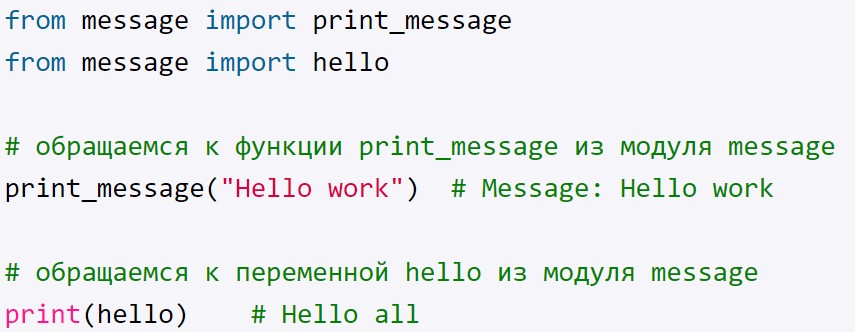 from message import print_message
from message import hello
# обращаемся к функции print_message из модуля message
print_message("Hello work")  # Message: Hello work
# обращаемся к переменной hello из модуля message
print(hello)    # Hello all